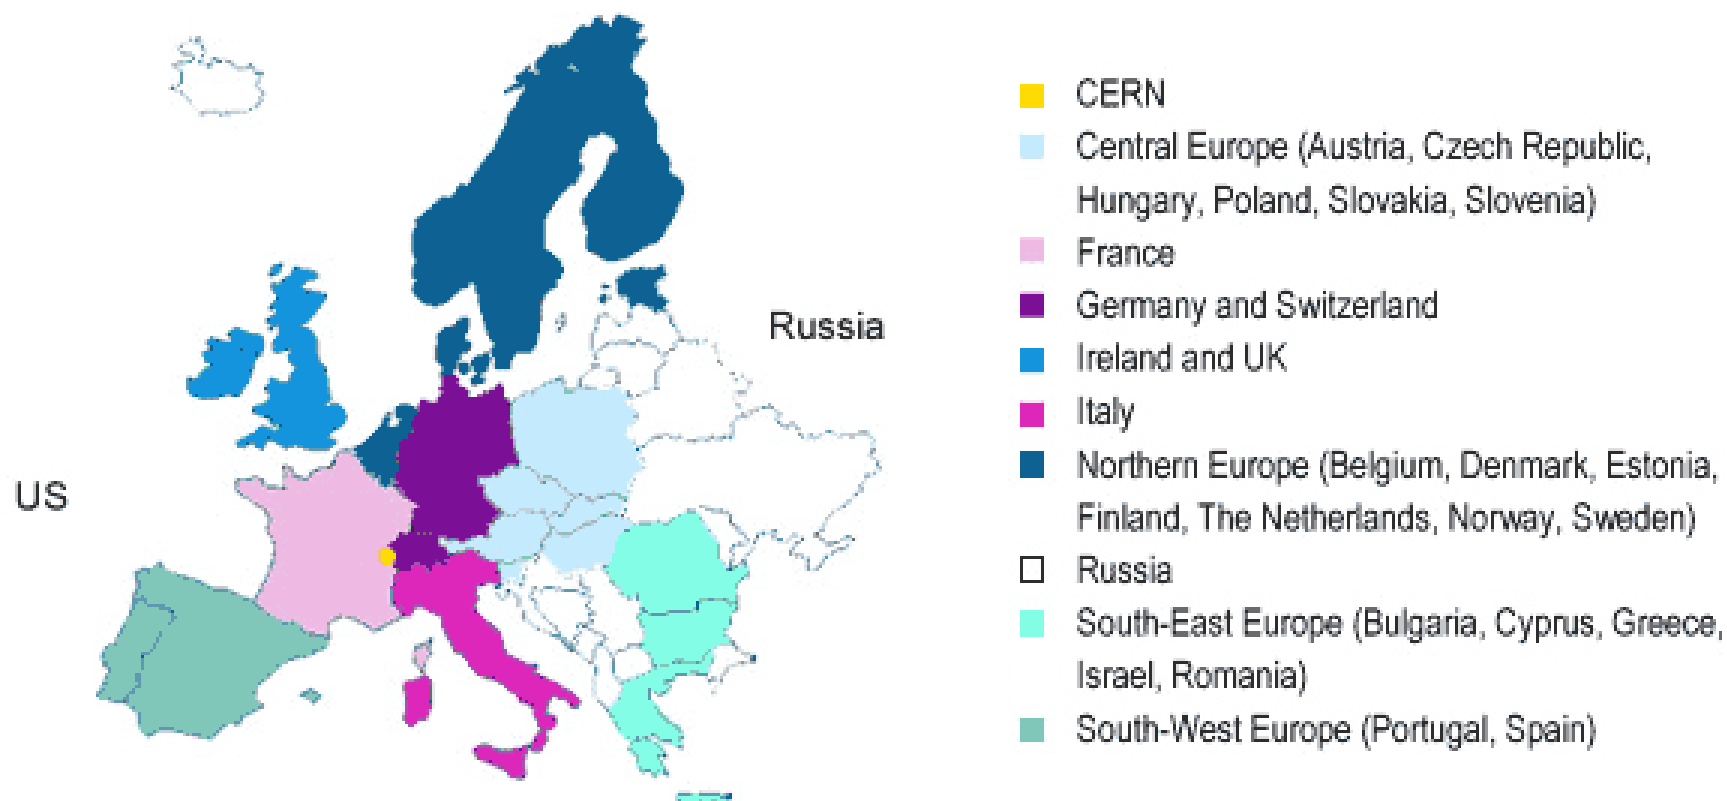 US
Russia
CERN
Central Europe (Austria, Czech Republic,
Hungary, Poland, Slovakia, Slovenia)
France
Germany and Switzerland
Ireland and UK
Italy
Northern Europe (Belgium, Denmark, Estonia,
Finland, The Netherlands, Norway, Sweden)
Russia
South-East Europe (Bulgaria, Cyprus, Greece,
Israel, Romania)
South-West Europe (Portugal, Spain)